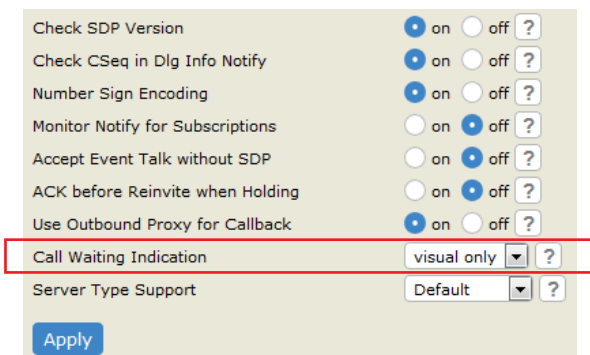 Check SDP Version on off ?
Check CSeq in Dlg Info Notify on off ?
Number Sign Encoding on off ?
Monitor Notify for Subscriptions on off ?
Accept Event Talk without SDP on off ?
ACK before Reinvite when Holding on off ?
Use Outbound Proxy for Callback on off ?
Call Waiting Indication visual only ?
Server Type Support Default ?
Apply